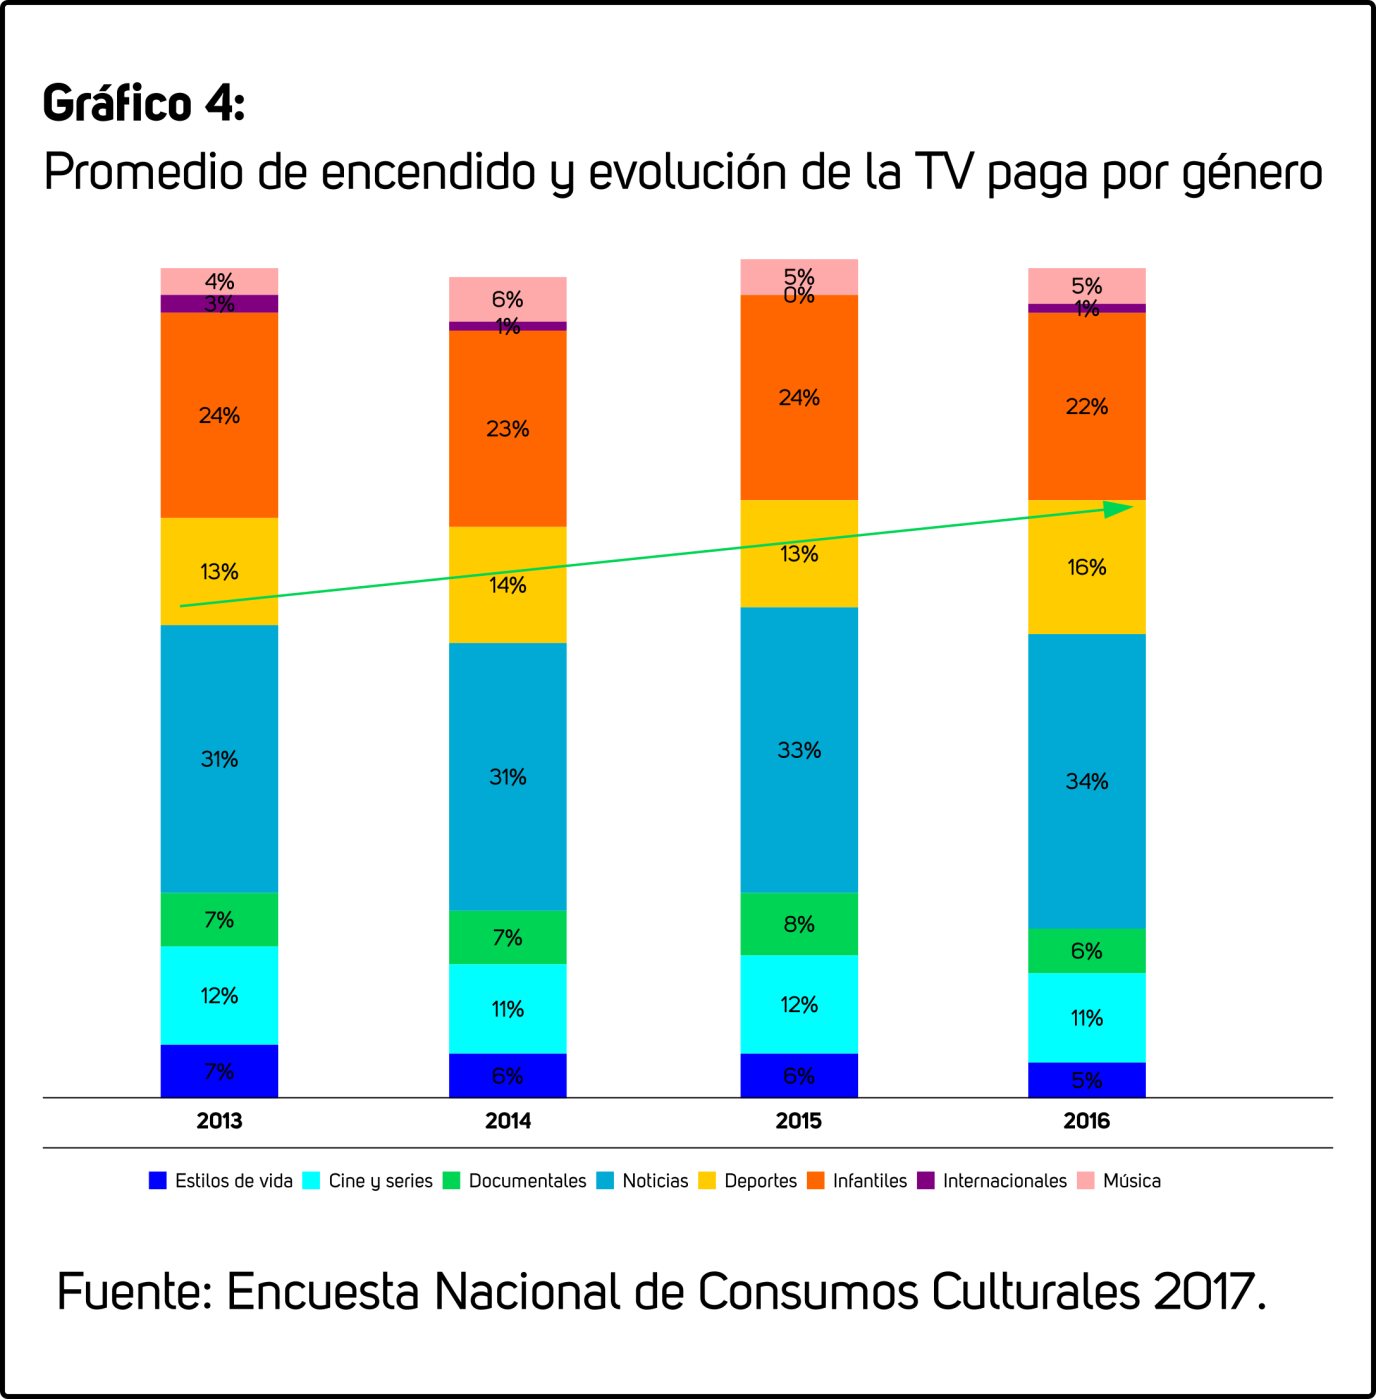 Gráfico 4:
Promedio de encendido y evolución de la TV paga por género
4% 6% 5% 5%
3% 1% 0% 1%
24% 23% 24% 22%
13% 14% 13% 16%
31% 31% 33% 34%
7% 7% 8% 6%
12% 11% 12% 11%
7% 6% 6% 5%
2013 2014 2015 2016
Estilos de vida Cine y series Documentales Noticias Deportes Infantiles Internacionales Música
Fuente: Encuesta Nacional de Consumos Culturales 2017.